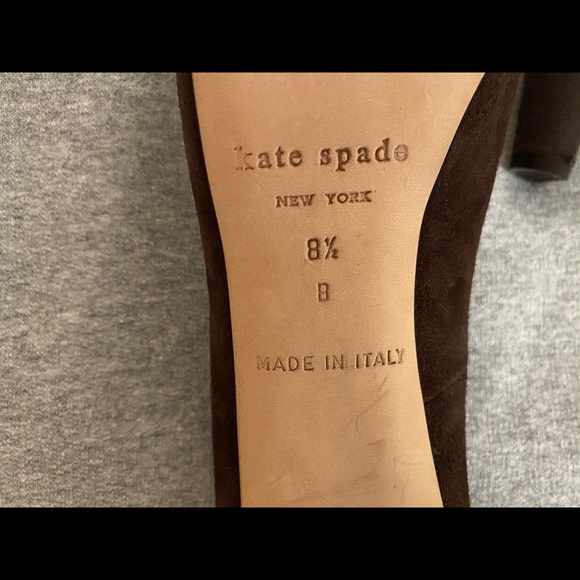 kate spade
NEW YORK
8½
B
MADE IN ITALY